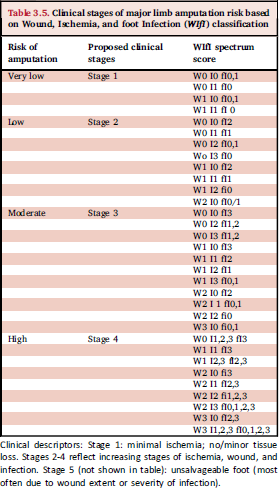 Table 3.5. Clinical stages of major limb amputation risk based
on Wound, Ischemia, and foot Infection (WIfI) classification
Risk of amputation Proposed clinical stages WIfI spectrum score
Very low Stage 1 W0 I0 fI0,1
W0 I1 fI0
W1 I0 fI0,1
W1 I1 fI 0
Low Stage 2 W0 I0 fI2
W0 I1 fI1
W0 I2 fI0,1
Wo I3 fI0
W1 I0 fI2
W1 I1 fI1
W1 I2 fI0
W2 I0 fI0/1
Moderate Stage 3 W0 I0 fI3
W0 I2 fI1,2
W0 I3 fI1,2
W1 I0 fI3
W1 I1 fI2
W1 I2 fI1
W1 I3 fI0,1
W2 I0 fI2
W2 I 1 fI0,1
W2 I2 fI0
W3 I0 fI0,1
High Stage 4 W0 I1,2,3 fI3
W1 I1 fI3
W1 I2,3 fI2,3
W2 I0 fI3
W2 I1 fI2,3
W2 I2 fI1,2,3
W2 I3 fI0,1,2,3
W3 I0 fI2,3
W3 I1,2,3 fI0,1,2,3
Clinical descriptors: Stage 1: minimal ischemia; no/minor tissue
loss. Stages 2-4 reflect increasing stages of ischemia, wound, and
infection. Stage 5 (not shown in table): unsalvageable foot (most
often due to wound extent or severity of infection).